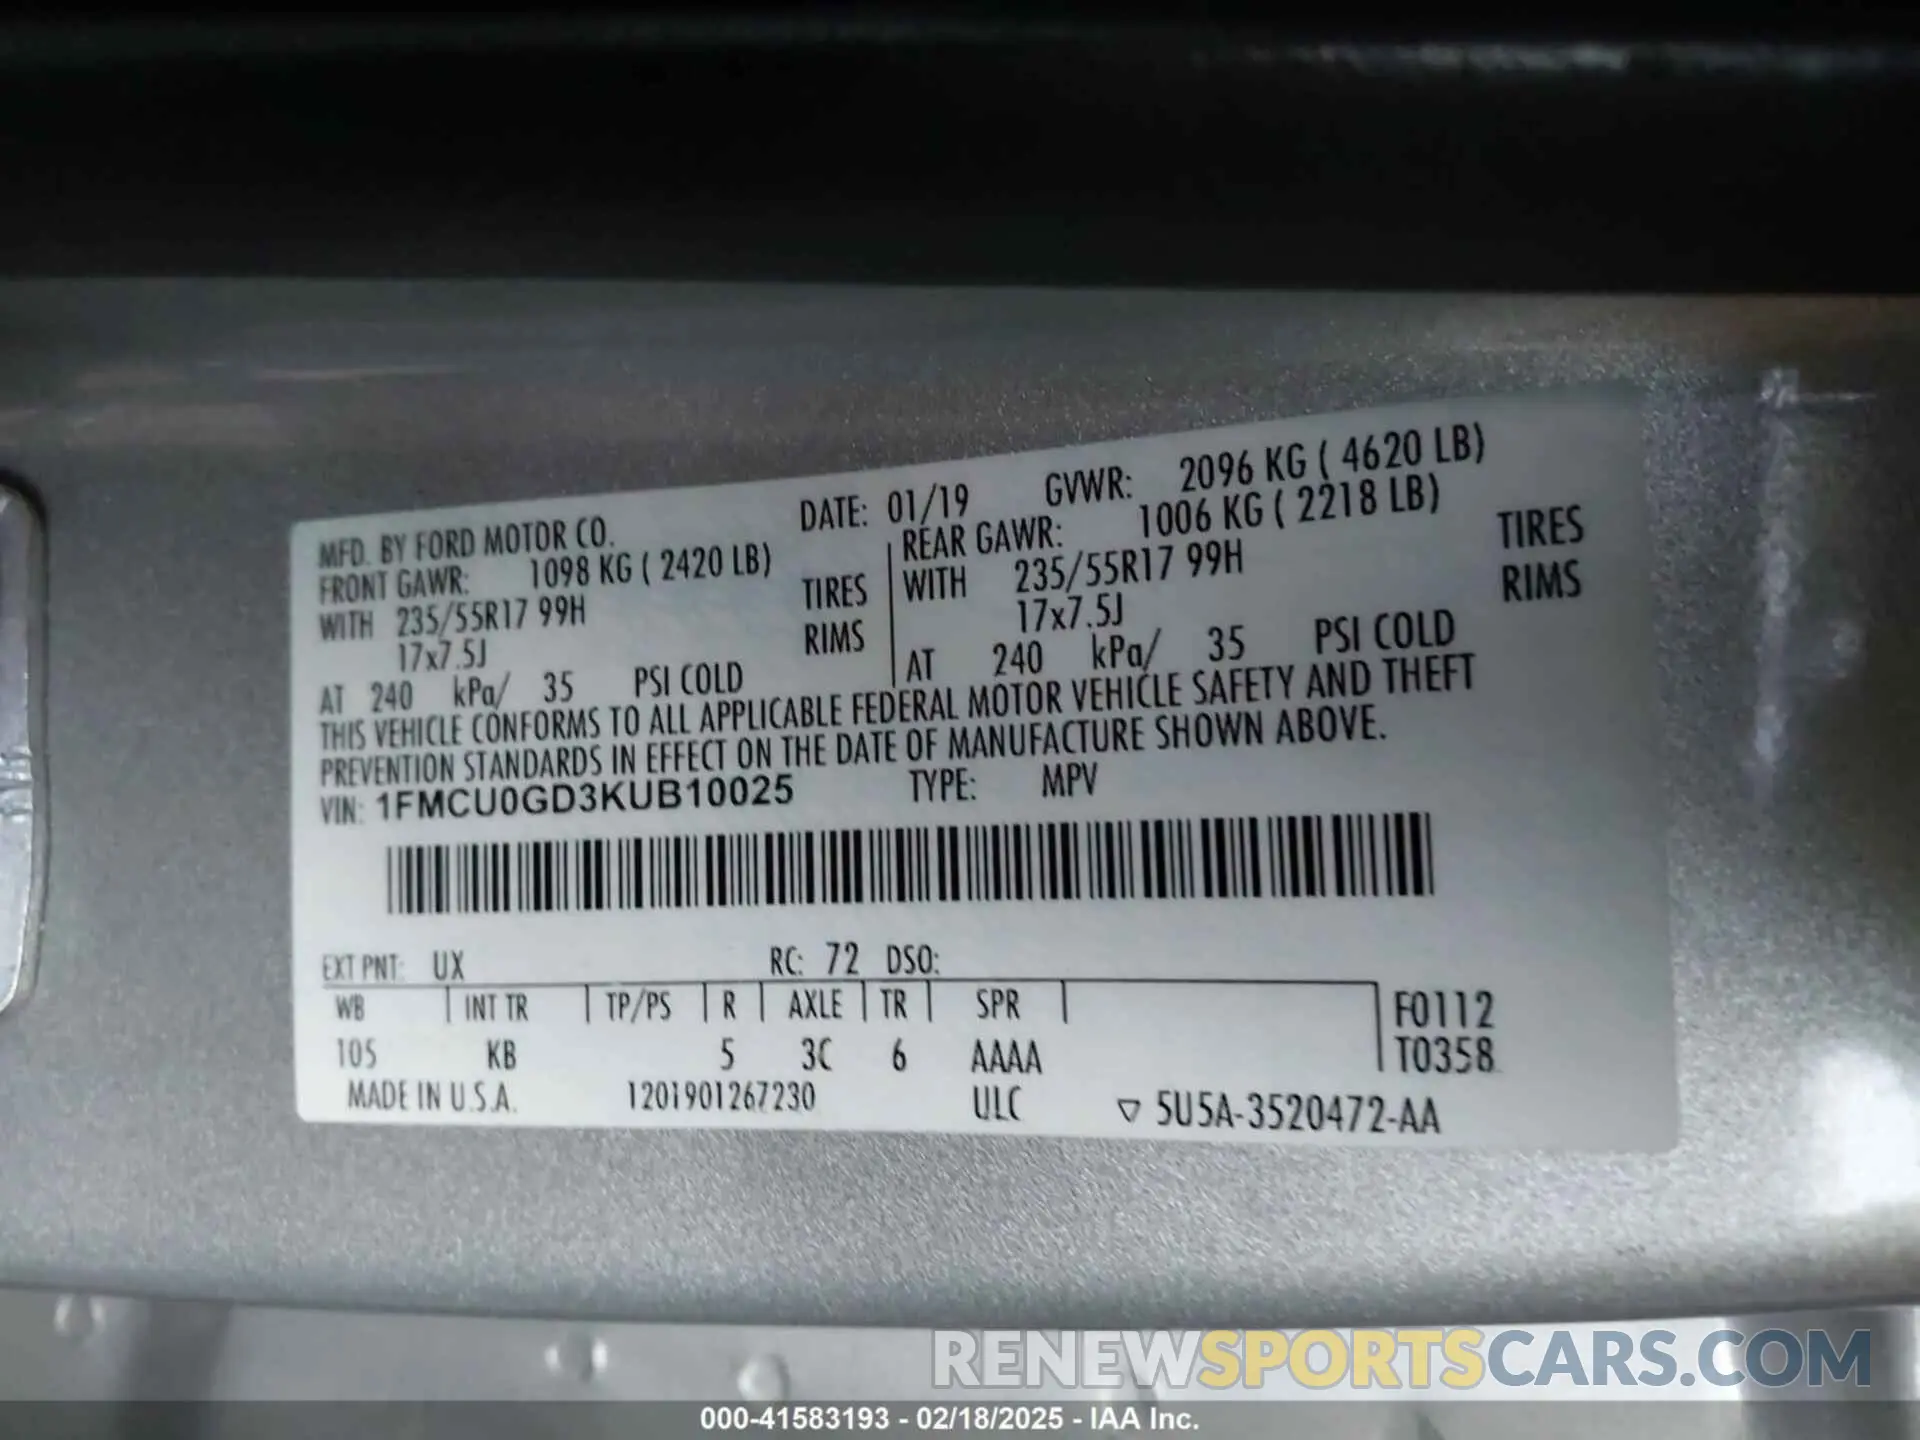 MFD. BY FORD MOTOR CO. DATE: 01/19 GVWR: 2096 KG ( 4620 LB)
FRONT GAWR: 1098 KG ( 2420 LB) REAR GAWR: 1006 KG ( 2218 LB)
WITH 235/55R17 99H TIRES WITH 235/55R17 99H TIRES
17x7.5J RIMS 17x7.5J RIMS
AT 240 kPa/ 35 PSI COLD AT 240 kPa/ 35 PSI COLD
THIS VEHICLE CONFORMS TO ALL APPLICABLE FEDERAL MOTOR VEHICLE SAFETY AND THEFT
PREVENTION STANDARDS IN EFFECT ON THE DATE OF MANUFACTURE SHOWN ABOVE.
VIN: 1FMCU0GD3KUB10025 TYPE: MPV
EXT PNT: UX RC: 72 DSO:
WB INT TR TP/PS R AXLE TR SPR F0112
105 KB 5 3C 6 AAAA T0358
MADE IN U.S.A. 1201901267230 ULC ▽ 5U5A-3520472-AA
RENEWSPORTSCARS.COM
000-41583193 - 02/18/2025 - IAA Inc.